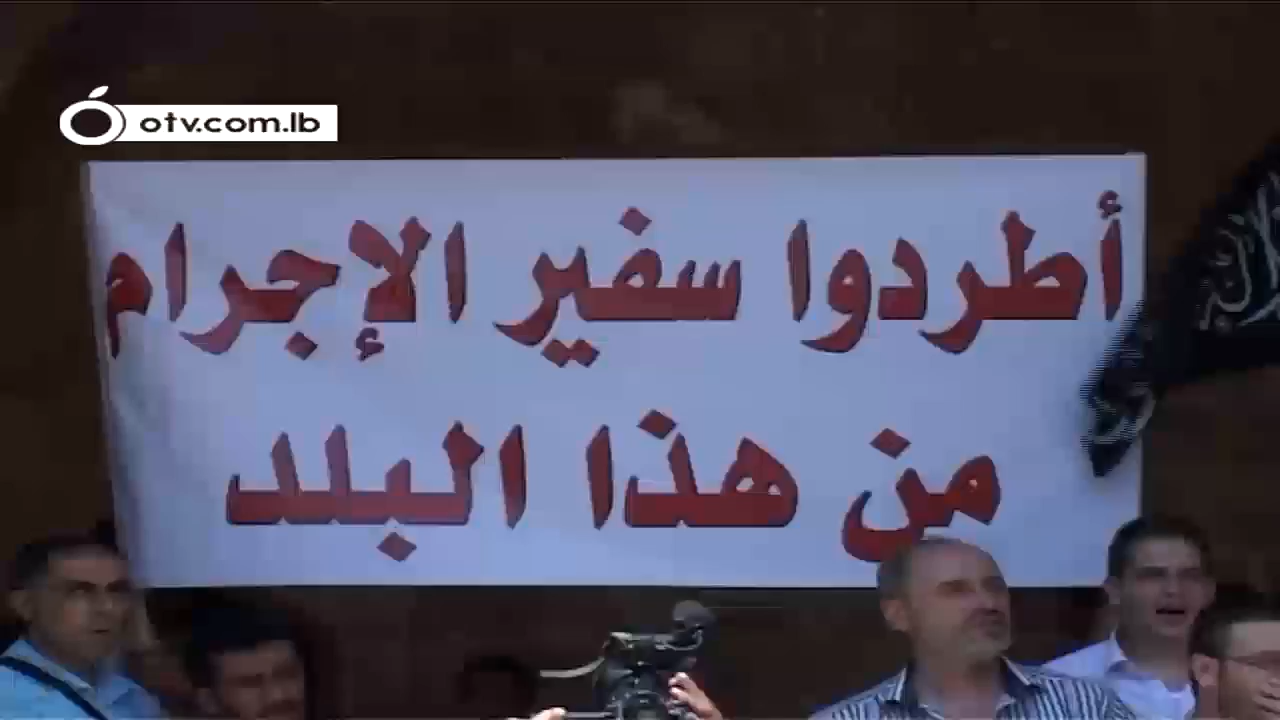 otv.com.lb
أطردوا سفير الإجرام
من هذا البلد